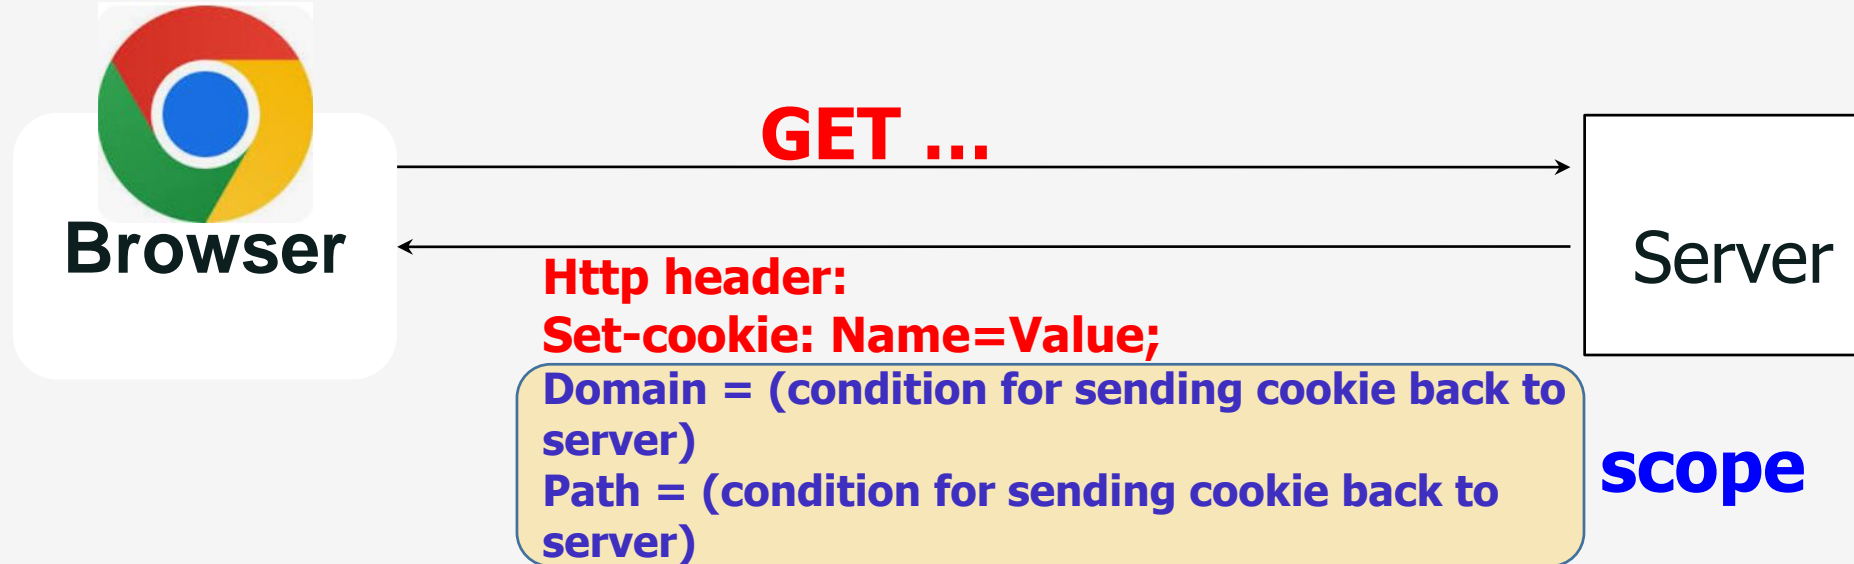 GET ...
Browser
Server
Http header:
Set-cookie: Name=Value;
Domain = (condition for sending cookie back to
server)
Path = (condition for sending cookie back to
server)
scope